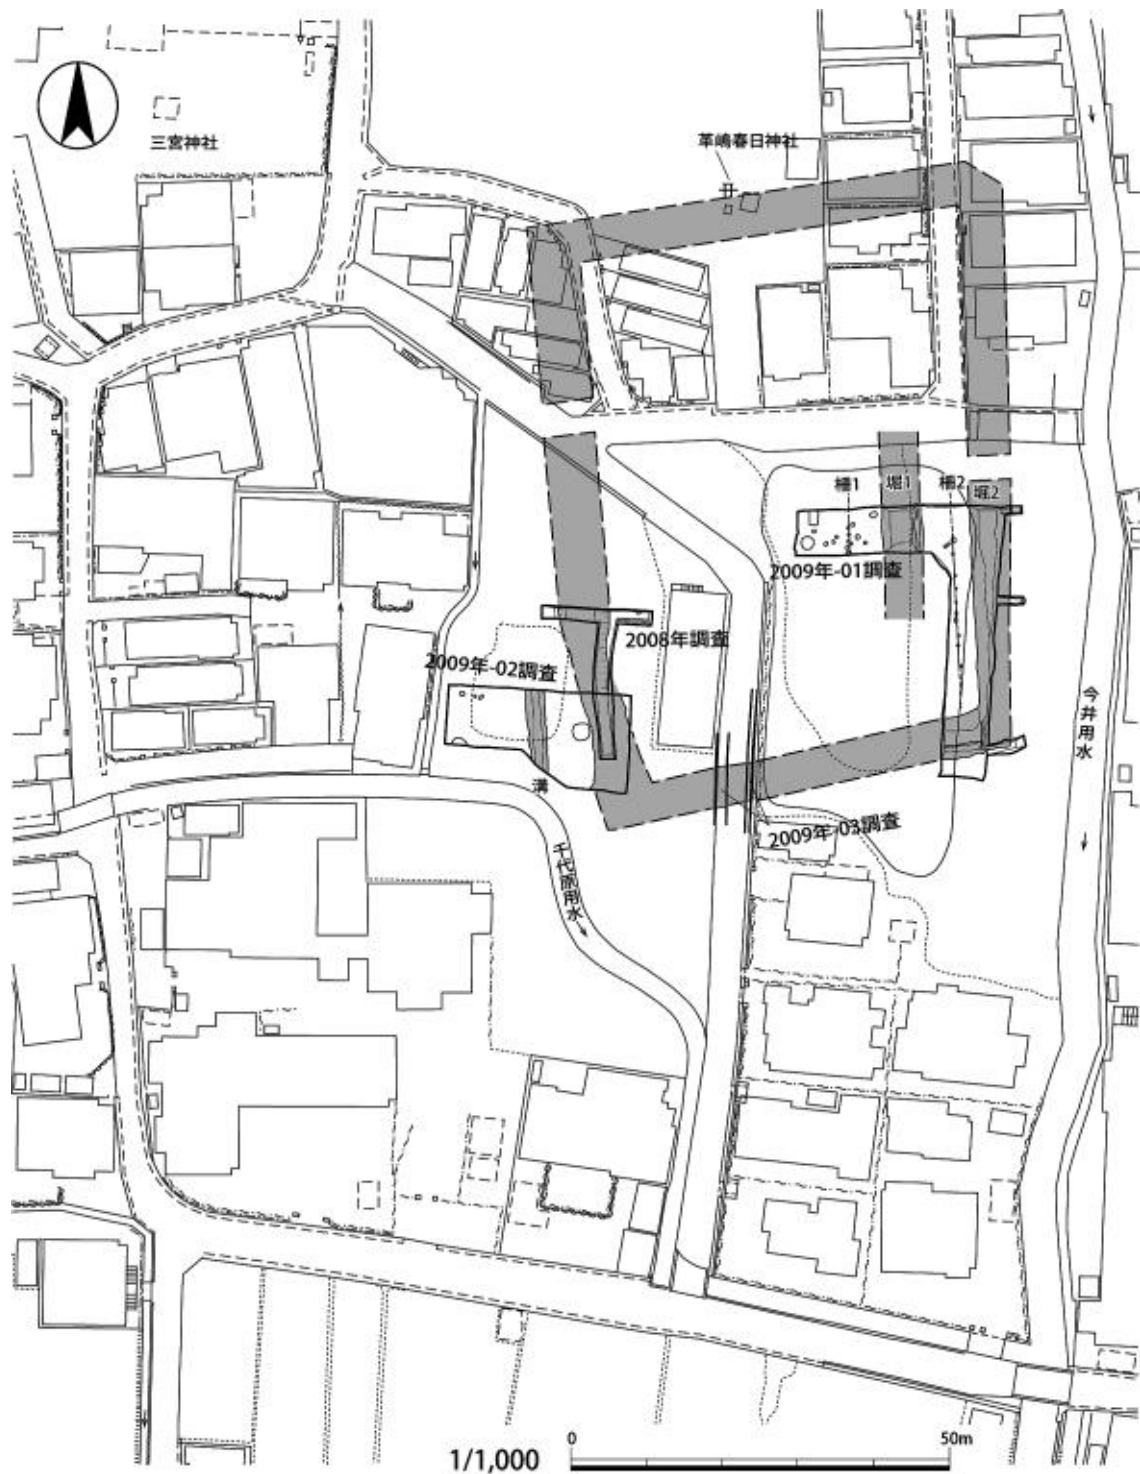 三宮神社
革嶋春日神社
柵1
堀1
柵2
堀2
2009年-01調査
2008年調査
2009年-02調査
今井用水
溝
2009年-03調査
千代原用水
1/1,000
0
50m